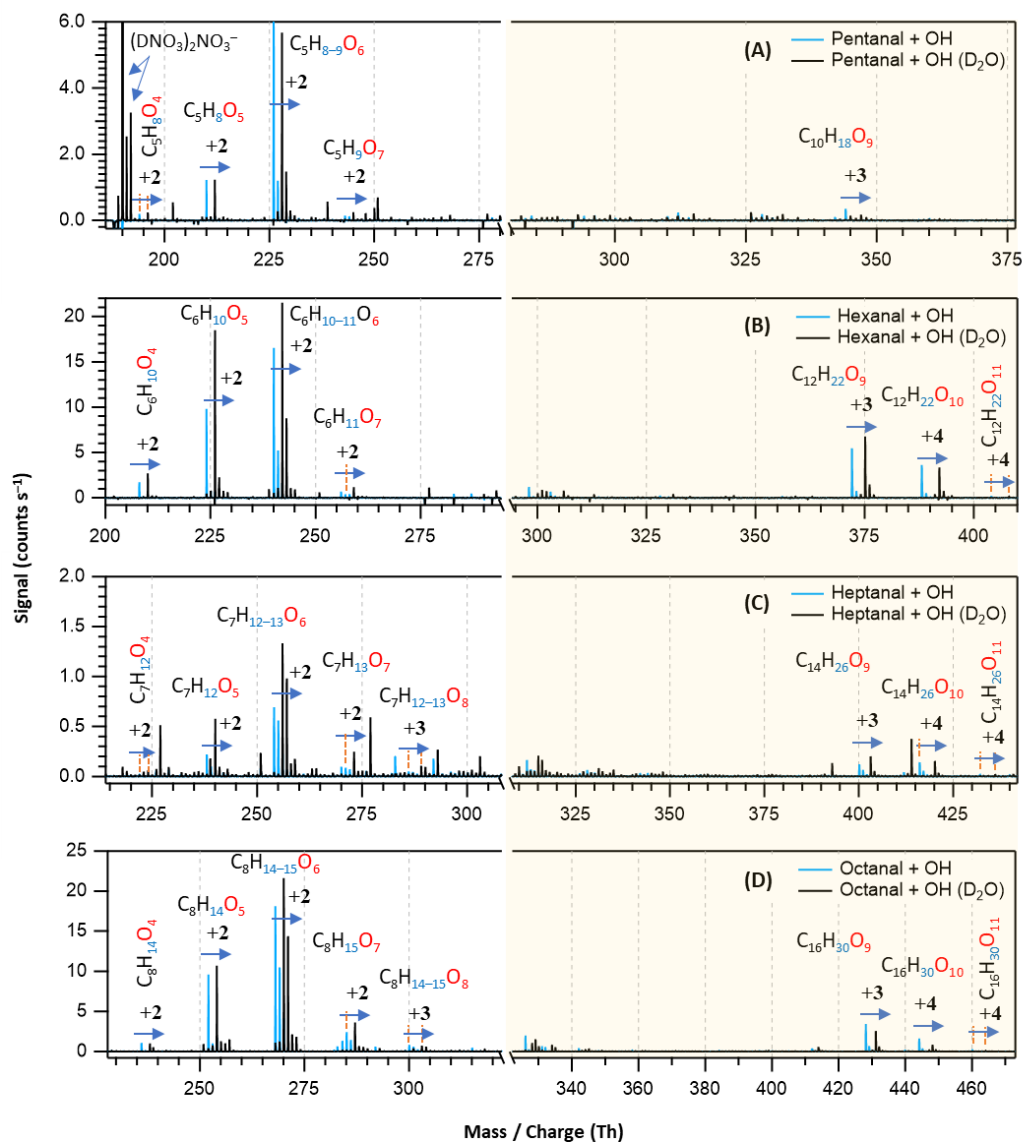 Signal (counts s⁻¹)
(A)
Pentanal + OH
Pentanal + OH (D₂O)
(DNO₃)₂NO₃⁻
C₅H₈O₄
+2
C₅H₈O₅
+2
C₅H₈₋₉O₆
+2
C₅H₉O₇
+2
C₁₀H₁₈O₉
+3
6.0
4.0
2.0
0.0
200 225 250 275 300 325 350 375
(B)
Hexanal + OH
Hexanal + OH (D₂O)
C₆H₁₀O₄
+2
C₆H₁₀O₅
+2
C₆H₁₀₋₁₁O₆
+2
C₆H₁₁O₇
+2
C₁₂H₂₂O₉
+3
C₁₂H₂₂O₁₀
+4
C₁₂H₂₂O₁₁
+4
20
15
10
5
0
200 225 250 275 300 325 350 375 400
(C)
Heptanal + OH
Heptanal + OH (D₂O)
C₇H₁₂O₄
+2
C₇H₁₂O₅
+2
C₇H₁₂₋₁₃O₆
+2
C₇H₁₃O₇
+2
C₇H₁₂₋₁₃O₈
+3
C₁₄H₂₆O₉
+3
C₁₄H₂₆O₁₀
+4
C₁₄H₂₆O₁₁
+4
2.0
1.5
1.0
0.5
0.0
225 250 275 300 325 350 375 400 425
(D)
Octanal + OH
Octanal + OH (D₂O)
C₈H₁₄O₄
+2
C₈H₁₄O₅
+2
C₈H₁₄₋₁₅O₆
+2
C₈H₁₅O₇
+2
C₈H₁₄₋₁₅O₈
+3
C₁₆H₃₀O₉
+3
C₁₆H₃₀O₁₀
+4
C₁₆H₃₀O₁₁
+4
25
20
15
10
5
0
250 275 300 340 360 380 400 420 440 460
Mass / Charge (Th)